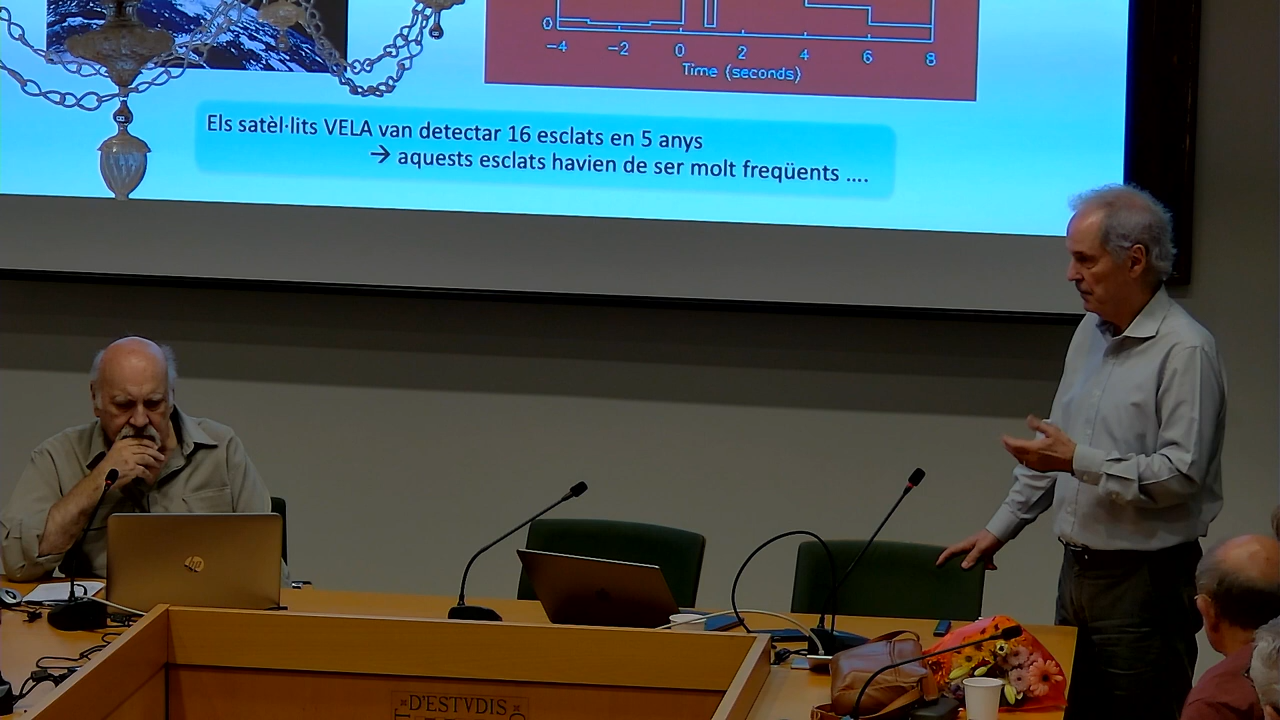 0
-4 -2 0 2 4 6 8
Time (seconds)
Els satèl·lits VELA van detectar 16 esclats en 5 anys
→ aquests esclats havien de ser molt freqüents ....
hp
D'ESTVDIS